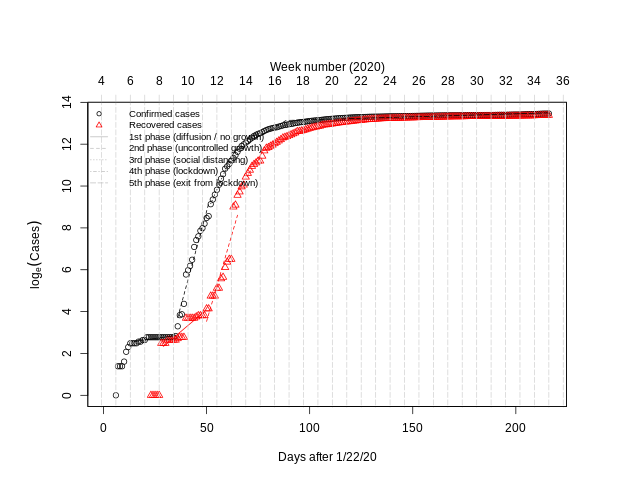 Week number (2020)
4 6 8 10 12 14 16 18 20 22 24 26 28 30 32 34 36
14
12
10
8
6
4
2
0
loge(Cases)
Confirmed cases
Recovered cases
1st phase (diffusion / no growth)
2nd phase (uncontrolled growth)
3rd phase (social distancing)
4th phase (lockdown)
5th phase (exit from lockdown)
0 50 100 150 200
Days after 1/22/20